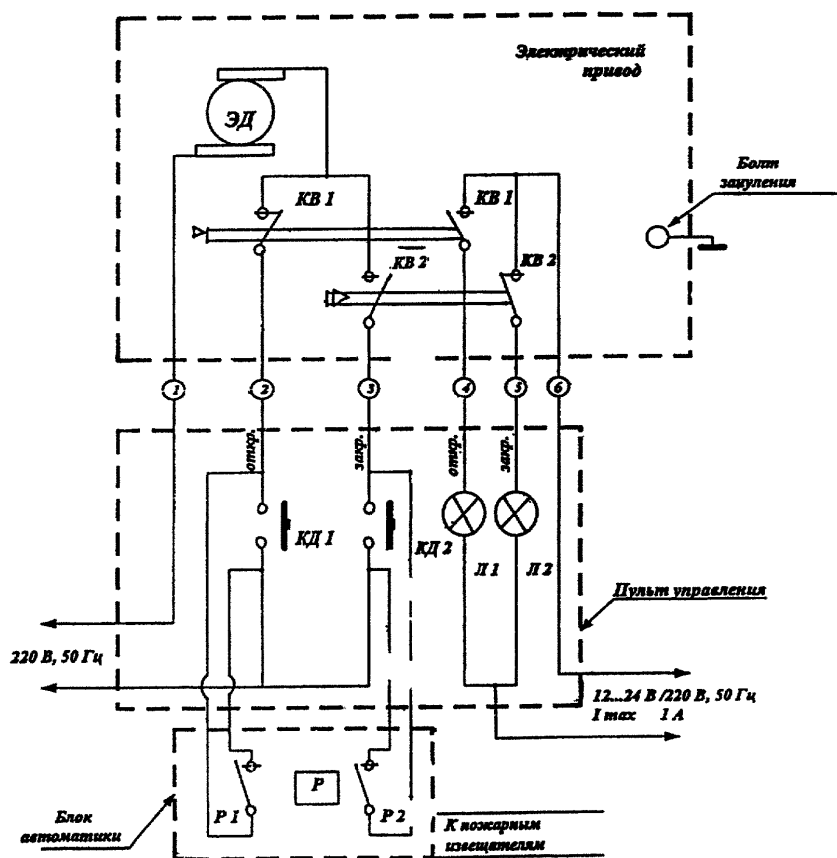 Электрический
привод
ЭД
Болт
зануления
КВ 1
КВ 1
КВ 2
КВ 2
1
2
3
4
5
6
откр.
закр.
откр.
закр.
КД 1
КД 2
Л 1
Л 2
Пульт управления
220 В, 50 Гц
12...24 В /220 В, 50 Гц
I max 1 А
Р
Р 1
Р 2
Блок
автоматики
К пожарным
извещателям